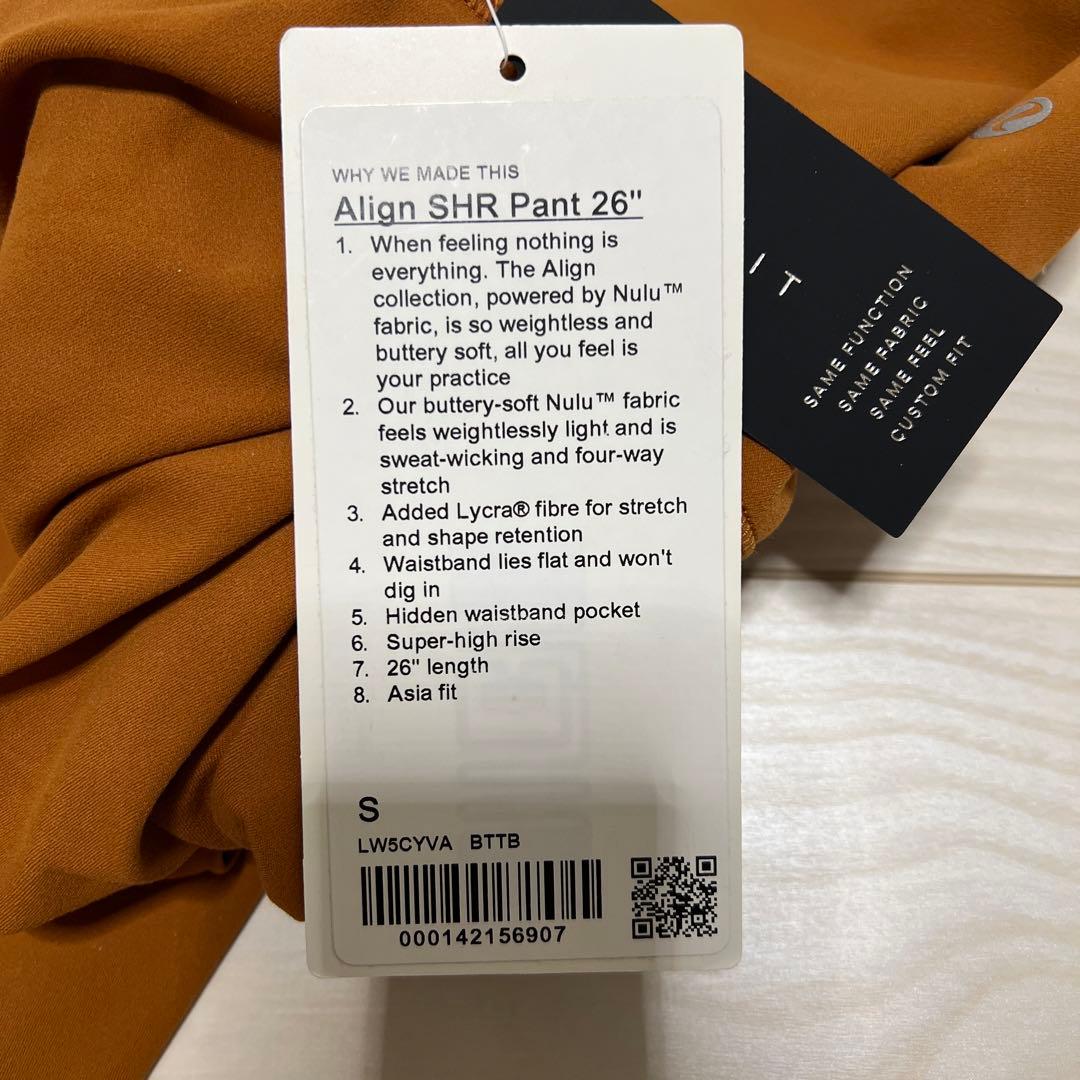 WHY WE MADE THIS
Align SHR Pant 26"
1. When feeling nothing is
everything. The Align
collection, powered by Nulu™
fabric, is so weightless and
buttery soft, all you feel is
your practice
2. Our buttery-soft Nulu™ fabric
feels weightlessly light and is
sweat-wicking and four-way
stretch
3. Added Lycra® fibre for stretch
and shape retention
4. Waistband lies flat and won't
dig in
5. Hidden waistband pocket
6. Super-high rise
7. 26" length
8. Asia fit
S
LW5CYVA BTTB
000142156907
IT
SAME FUNCTION
SAME FABRIC
SAME FEEL
CUSTOM FIT